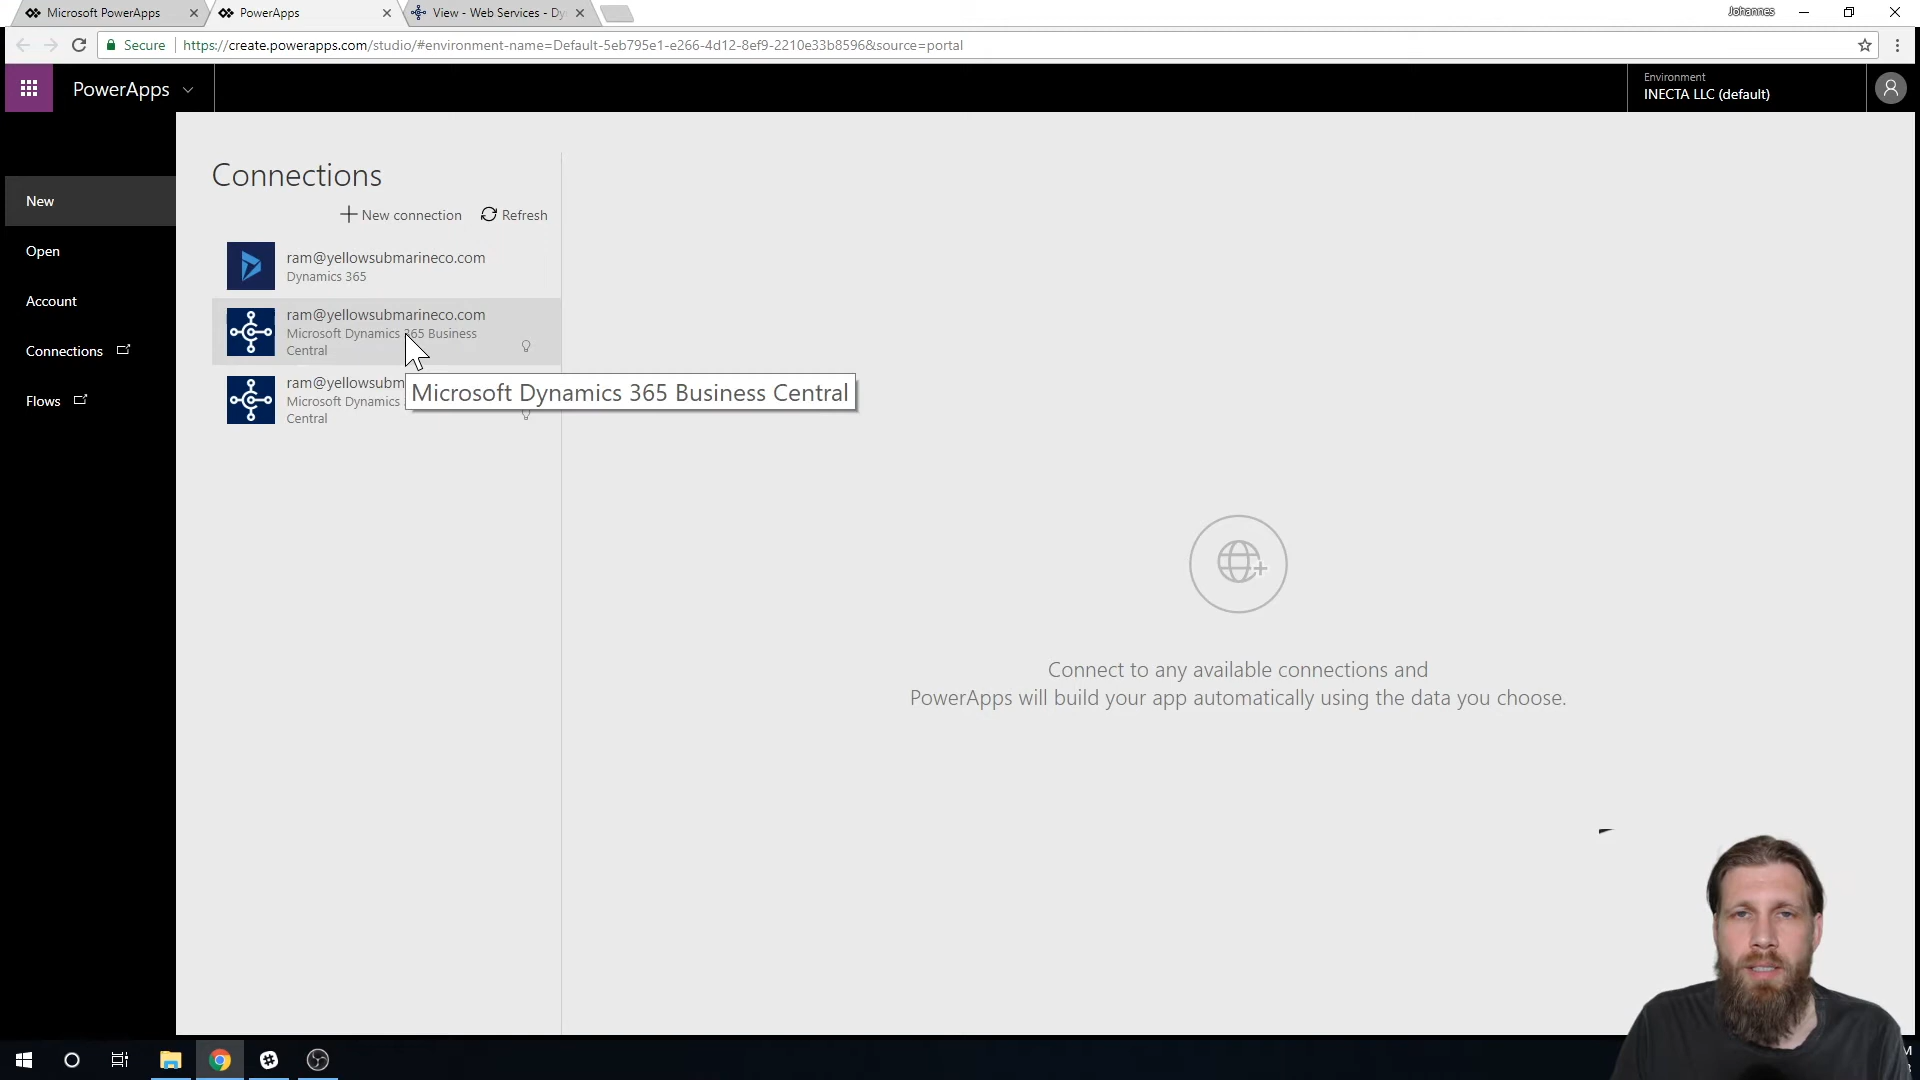 Microsoft PowerApps
PowerApps
View - Web Services - Dy
Johannes
Secure
https://create.powerapps.com/studio/#environment-name=Default-5eb795e1-e266-4d12-8ef9-2210e33b8596&source=portal
PowerApps
Environment
INECTA LLC (default)
New
Open
Account
Connections
Flows
Connections
New connection
Refresh
ram@yellowsubmarineco.com
Dynamics 365
ram@yellowsubmarineco.com
Microsoft Dynamics 365 Business
Central
ram@yellowsubm
Microsoft Dynamics
Central
Microsoft Dynamics 365 Business Central
Connect to any available connections and
PowerApps will build your app automatically using the data you choose.